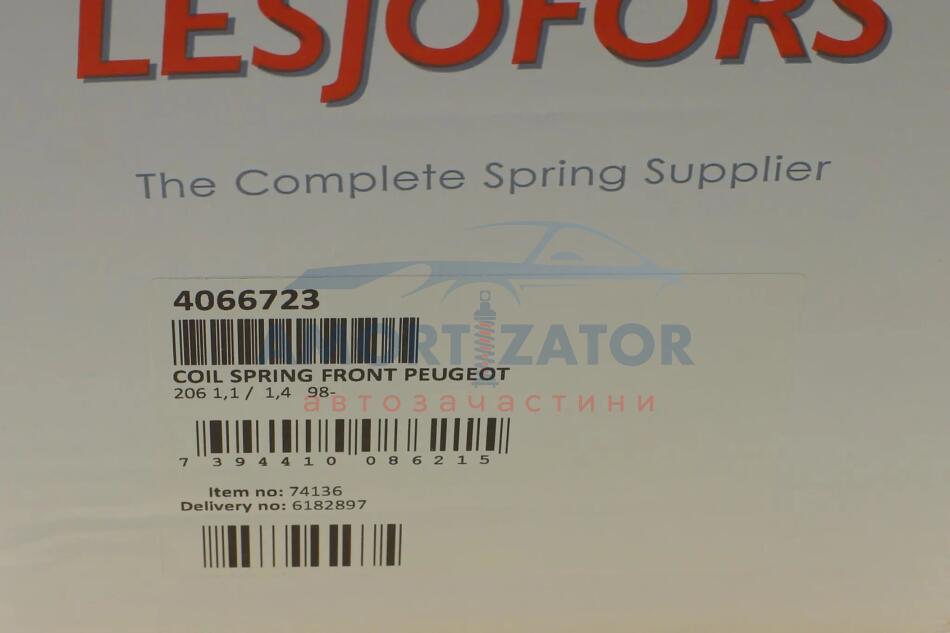 LESJÖFORS
The Complete Spring Supplier
4066723
AMORTIZATOR
COIL SPRING FRONT PEUGEOT
206 1,1 / 1,4 98-
автозачастини
7 394410 086215
Item no: 74136
Delivery no: 6182897